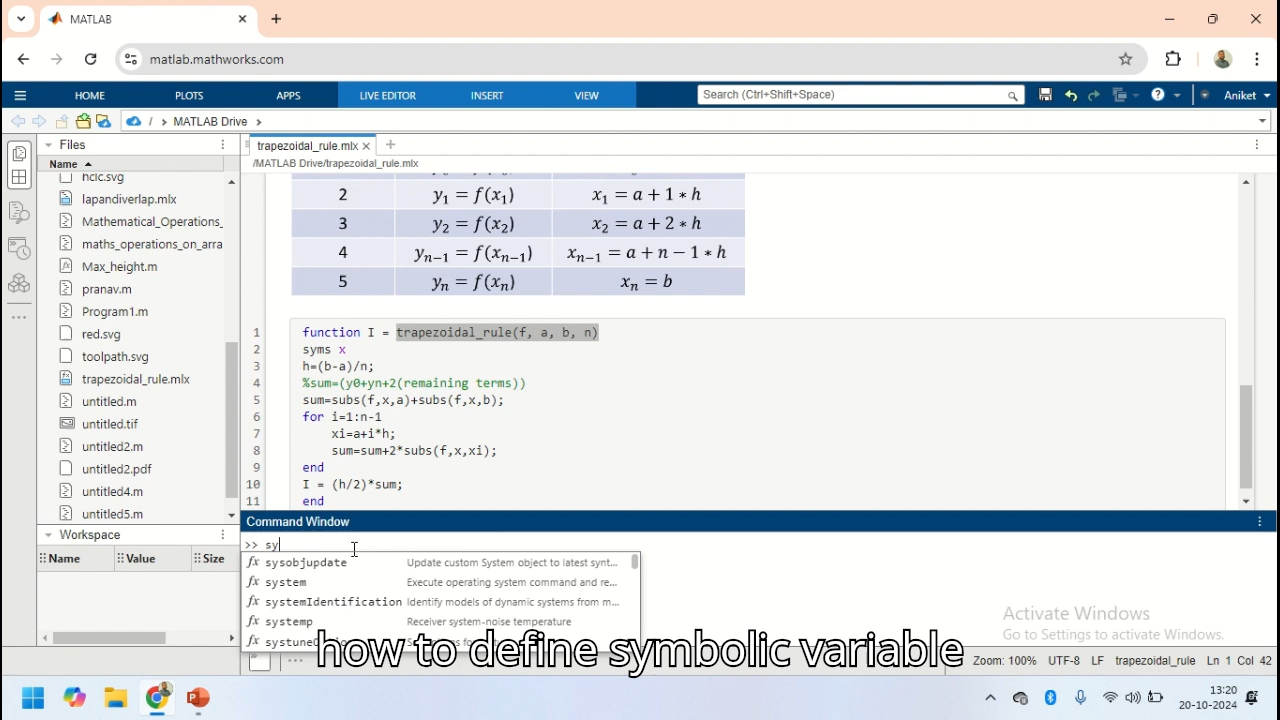 MATLAB
matlab.mathworks.com
HOME PLOTS APPS LIVE EDITOR INSERT VIEW Search (Ctrl+Shift+Space) Aniket
/ MATLAB Drive
Files
Name
hclc.svg
lapandiverlap.mlx
Mathematical_Operations_
maths_operations_on_arra
Max_height.m
pranav.m
Program1.m
red.svg
toolpath.svg
trapezoidal_rule.mlx
untitled.m
untitled.tif
untitled2.m
untitled2.pdf
untitled4.m
untitled5.m
Workspace
Name Value Size
trapezoidal_rule.mlx
/MATLAB Drive/trapezoidal_rule.mlx
2 y₁ = f(x₁) x₁ = a + 1 * h
3 y₂ = f(x₂) x₂ = a + 2 * h
4 yₙ₋₁ = f(xₙ₋₁) xₙ₋₁ = a + n − 1 * h
5 yₙ = f(xₙ) xₙ = b
1 function I = trapezoidal_rule(f, a, b, n)
2 syms x
3 h=(b-a)/n;
4 %sum=(y0+yn+2(remaining terms))
5 sum=subs(f,x,a)+subs(f,x,b);
6 for i=1:n-1
7 xi=a+i*h;
8 sum=sum+2*subs(f,x,xi);
9 end
10 I = (h/2)*sum;
11 end
Command Window
>> sy
fx sysobjupdate Update custom System object to latest synt...
fx system Execute operating system command and re...
fx systemIdentification Identify models of dynamic systems from m...
fx systemp Receiver system-noise temperature
how to define symbolic variable
Activate Windows
Go to Settings to activate Windows.
Zoom: 100% UTF-8 LF trapezoidal_rule Ln 1 Col 42
13:20
20-10-2024